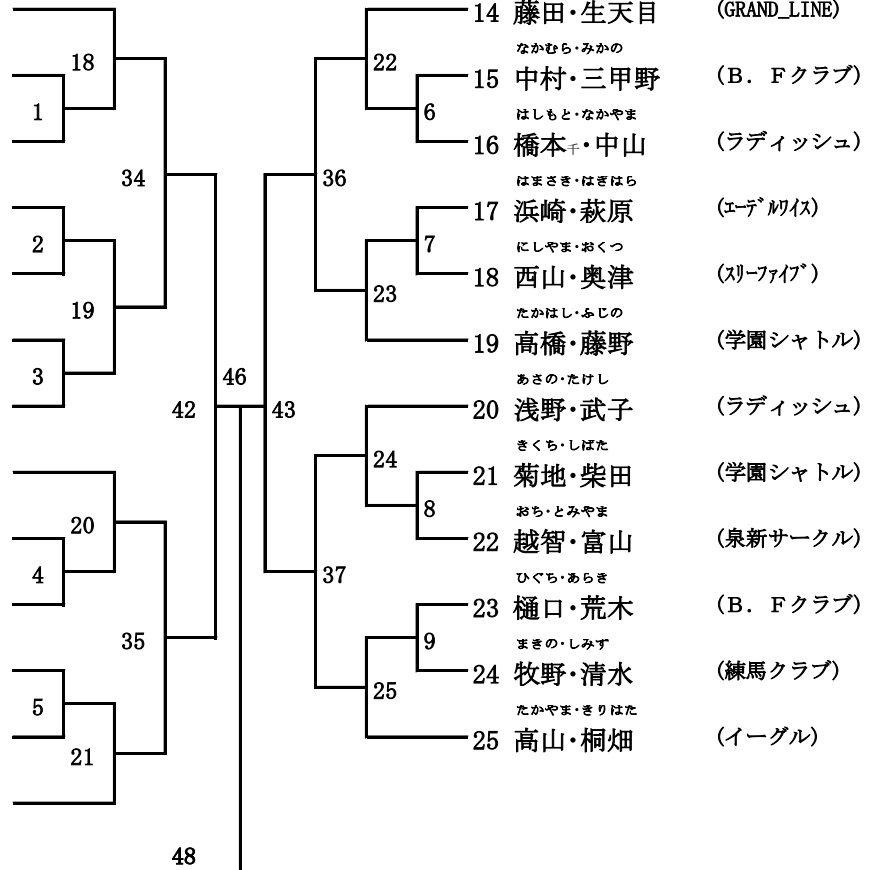 14 藤田・生天目 (GRAND_LINE)
18
22
なかむら・みかの
15 中村・三甲野 (Ｂ．Ｆクラブ)
1
6
はしもと・なかやま
16 橋本千・中山 (ラディッシュ)
34
36
はまさき・はぎはら
17 浜崎・萩原 (ｴｰﾃﾞﾙﾜｲｽ)
2
7
にしやま・おくつ
18 西山・奥津 (ｽﾘｰﾌｧｲﾌﾞ)
19
23
たかはし・ふじの
19 高橋・藤野 (学園シャトル)
3
46
あさの・たけし
20 浅野・武子 (ラディッシュ)
42
43
きくち・しばた
24
21 菊地・柴田 (学園シャトル)
20
8
おち・とみやま
22 越智・富山 (泉新サークル)
4
37
ひぐち・あらき
23 樋口・荒木 (Ｂ．Ｆクラブ)
35
9
まきの・しみず
24 牧野・清水 (練馬クラブ)
25
5
たかやま・きりはた
25 高山・桐畑 (イーグル)
21
48